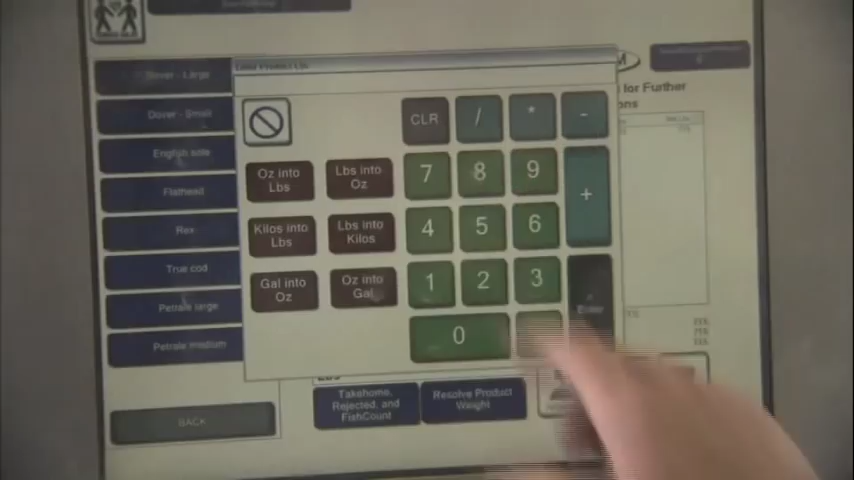 Dover - Large
Dover - Small
English sole
Flathead
Rex
True cod
Petrale large
Petrale medium
BACK
CLR
/
*
-
7
8
9
+
4
5
6
1
2
3
Enter
0
Oz into
Lbs
Lbs into
Oz
Kilos into
Lbs
Lbs into
Kilos
Gal into
Oz
Oz into
Gal
for Further
Takehome,
Rejected, and
FishCount
Resolve Product
Weight